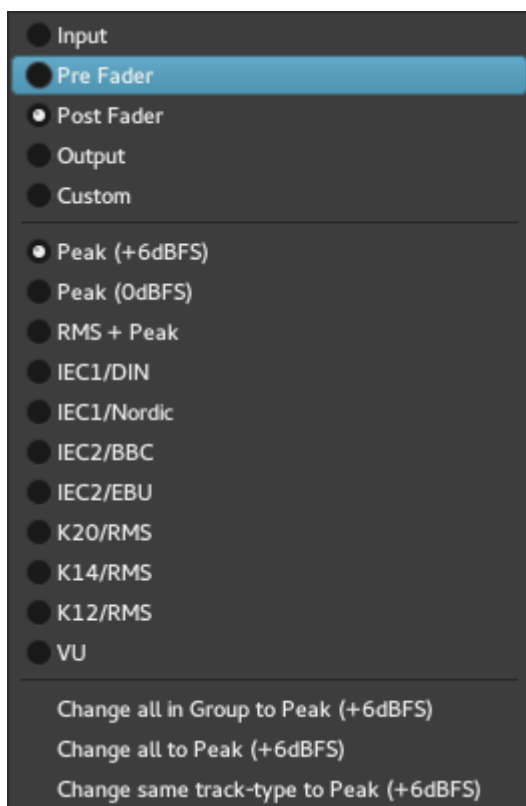 Input
Pre Fader
Post Fader
Output
Custom
Peak (+6dBFS)
Peak (0dBFS)
RMS + Peak
IEC1/DIN
IEC1/Nordic
IEC2/BBC
IEC2/EBU
K20/RMS
K14/RMS
K12/RMS
VU
Change all in Group to Peak (+6dBFS)
Change all to Peak (+6dBFS)
Change same track-type to Peak (+6dBFS)